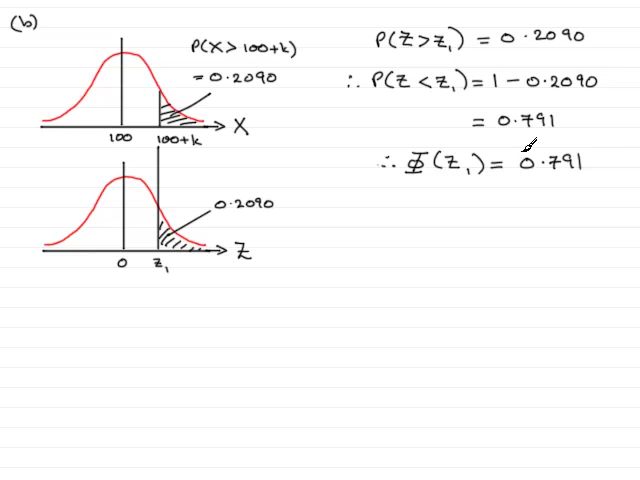 (b)
P(X > 100+k)
= 0.2090
100
100+k
X
0.2090
0
z₁
Z
P(Z > z₁) = 0.2090
∴ P(Z < z₁) = 1 - 0.2090
= 0.791
∴ Φ(z₁) = 0.791